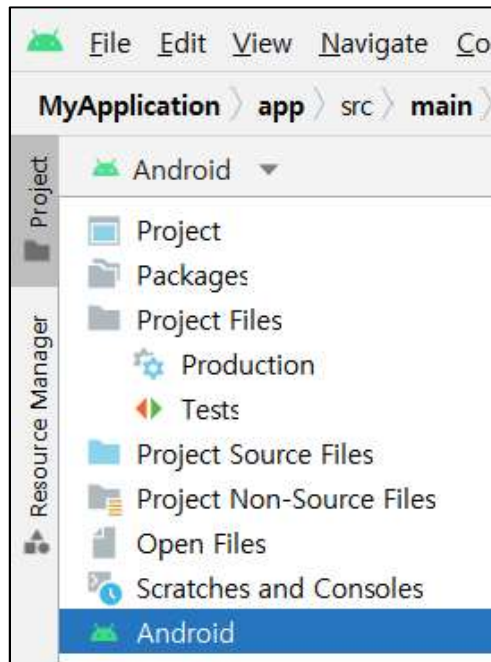 File Edit View Navigate Co
MyApplication app src main
Project
Resource Manager
Android
Project
Packages
Project Files
Production
Tests
Project Source Files
Project Non-Source Files
Open Files
Scratches and Consoles
Android